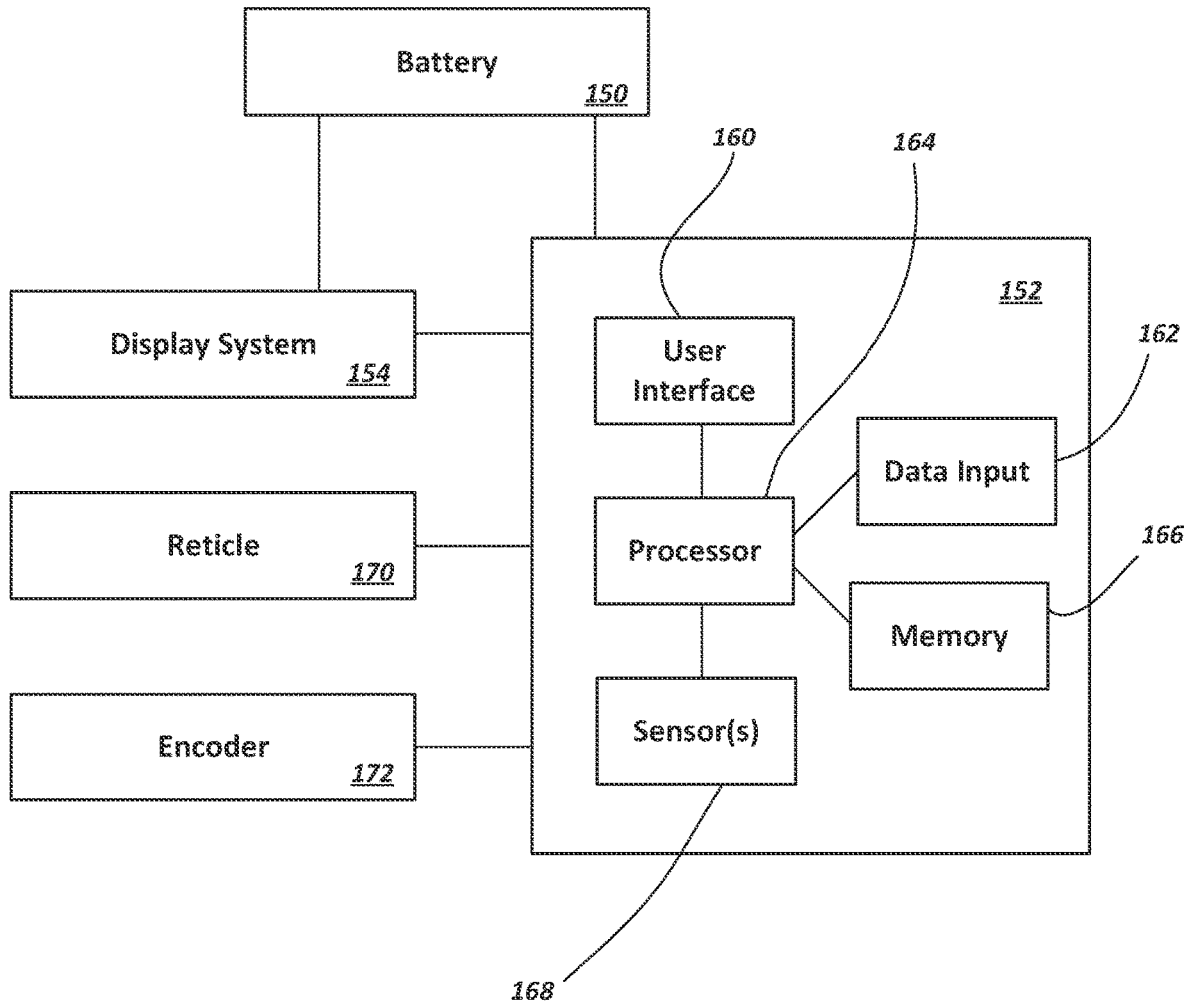 Battery
150
160
164
152
Display System
154
User
Interface
162
Data Input
Reticle
170
Processor
166
Memory
Encoder
172
Sensor(s)
168